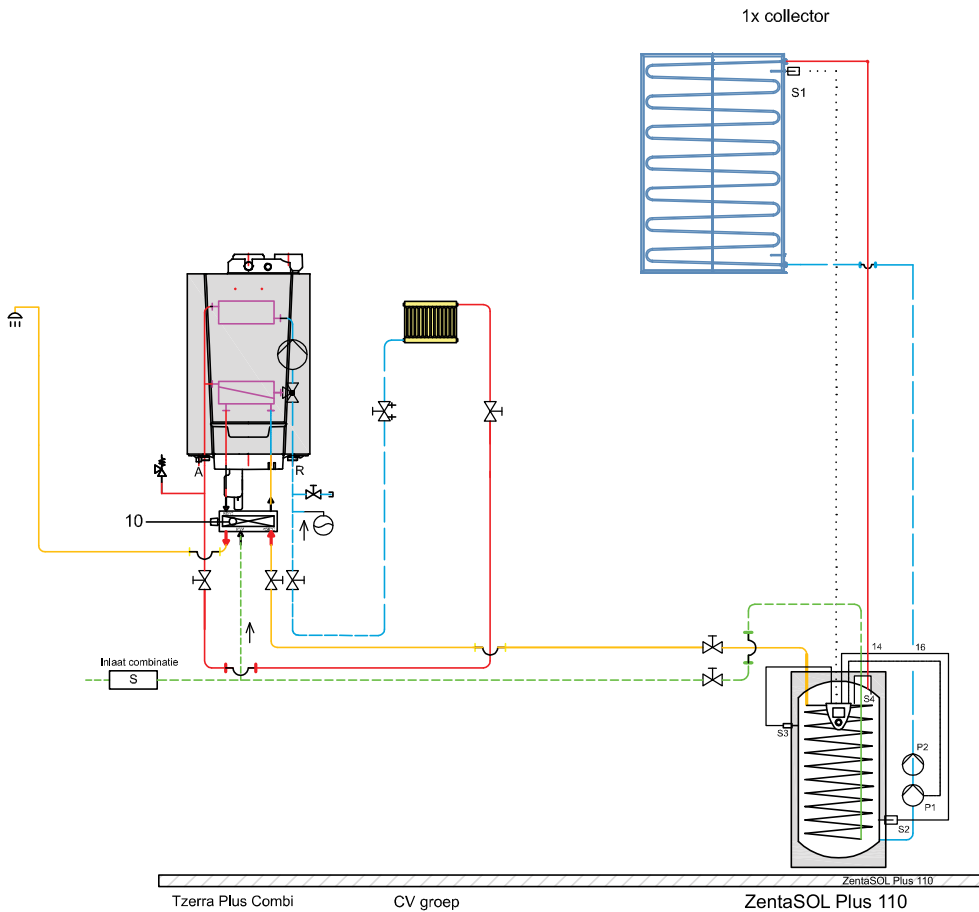 1x collector
S1
A
R
10
Inlaat combinatie
S
14
16
S4
S3
P2
P1
S2
ZentaSOL Plus 110
Tzerra Plus Combi
CV groep
ZentaSOL Plus 110